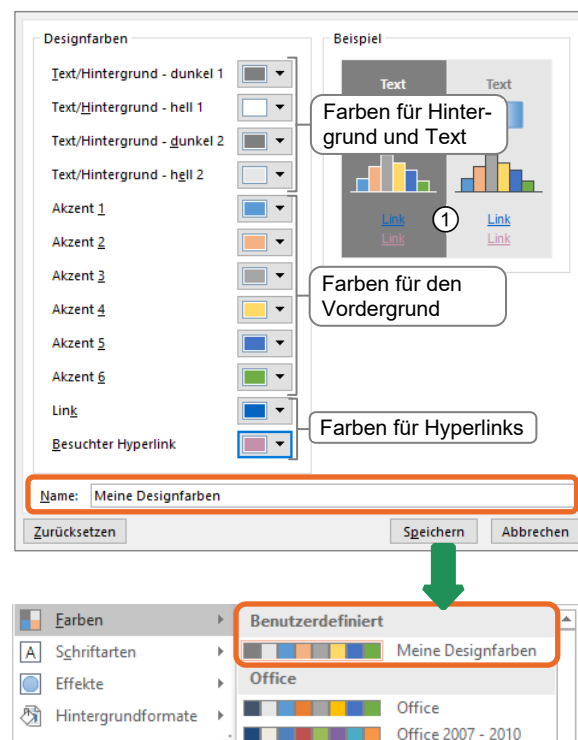 Designfarben
Text/Hintergrund - dunkel 1
Text/Hintergrund - hell 1
Text/Hintergrund - dunkel 2
Text/Hintergrund - hell 2
Akzent 1
Akzent 2
Akzent 3
Akzent 4
Akzent 5
Akzent 6
Link
Besuchter Hyperlink
Beispiel
Text Text
Farben für Hinter-
grund und Text
Link 1 Link
Link Link
Farben für den
Vordergrund
Farben für Hyperlinks
Name: Meine Designfarben
Zurücksetzen Speichern Abbrechen
Farben
Schriftarten
Effekte
Hintergrundformate
Benutzerdefiniert
Meine Designfarben
Office
Office
Office 2007 - 2010